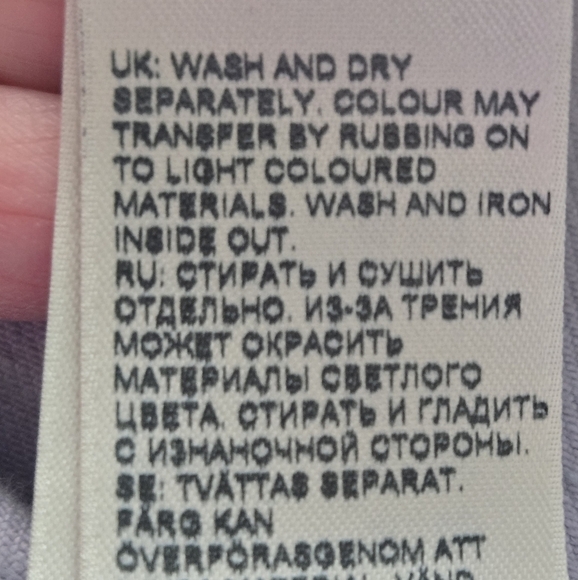 UK: WASH AND DRY
SEPARATELY. COLOUR MAY
TRANSFER BY RUBBING ON
TO LIGHT COLOURED
MATERIALS. WASH AND IRON
INSIDE OUT.
RU: СТИРАТЬ И СУШИТЬ
ОТДЕЛЬНО. ИЗ-ЗА ТРЕНИЯ
МОЖЕТ ОКРАСИТЬ
МАТЕРИАЛЫ СВЕТЛОГО
ЦВЕТА. СТИРАТЬ И ГЛАДИТЬ
С ИЗНАНОЧНОЙ СТОРОНЫ.
SE: TVÄTTAS SEPARAT.
FÄRG KAN
ÖVERFÖRASGENOM ATT